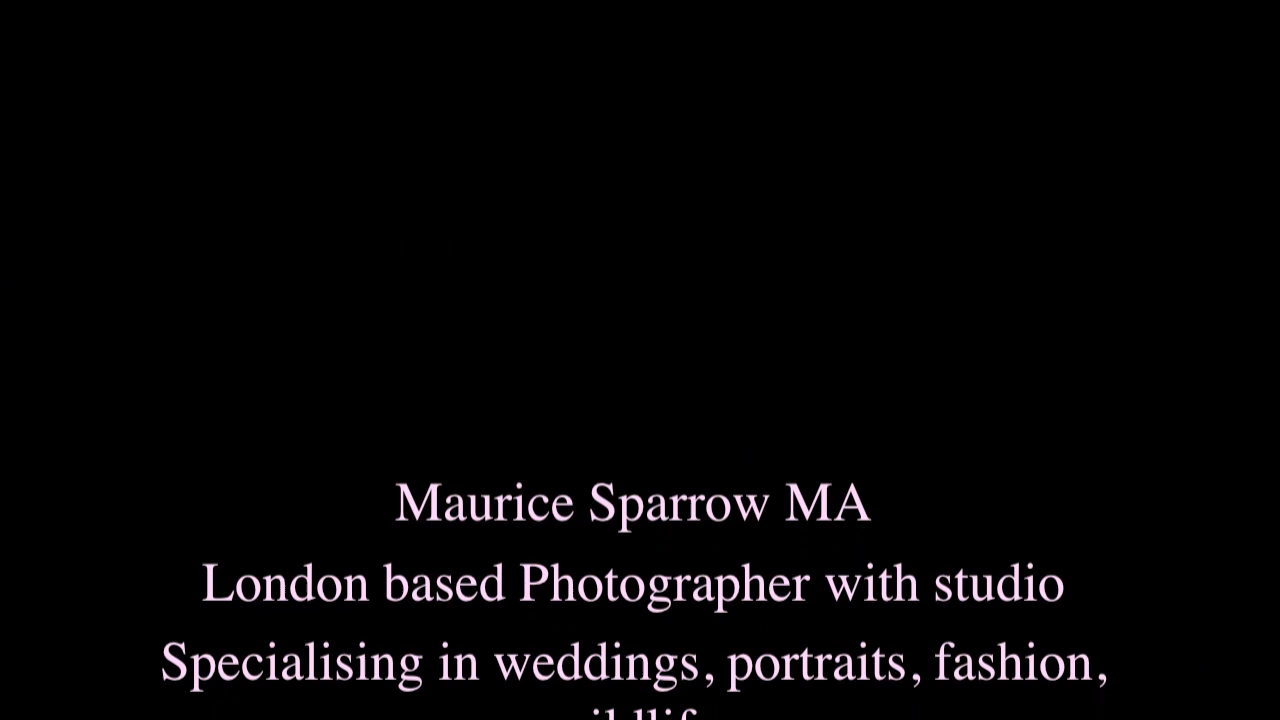 Maurice Sparrow MA
London based Photographer with studio
Specialising in weddings, portraits, fashion,